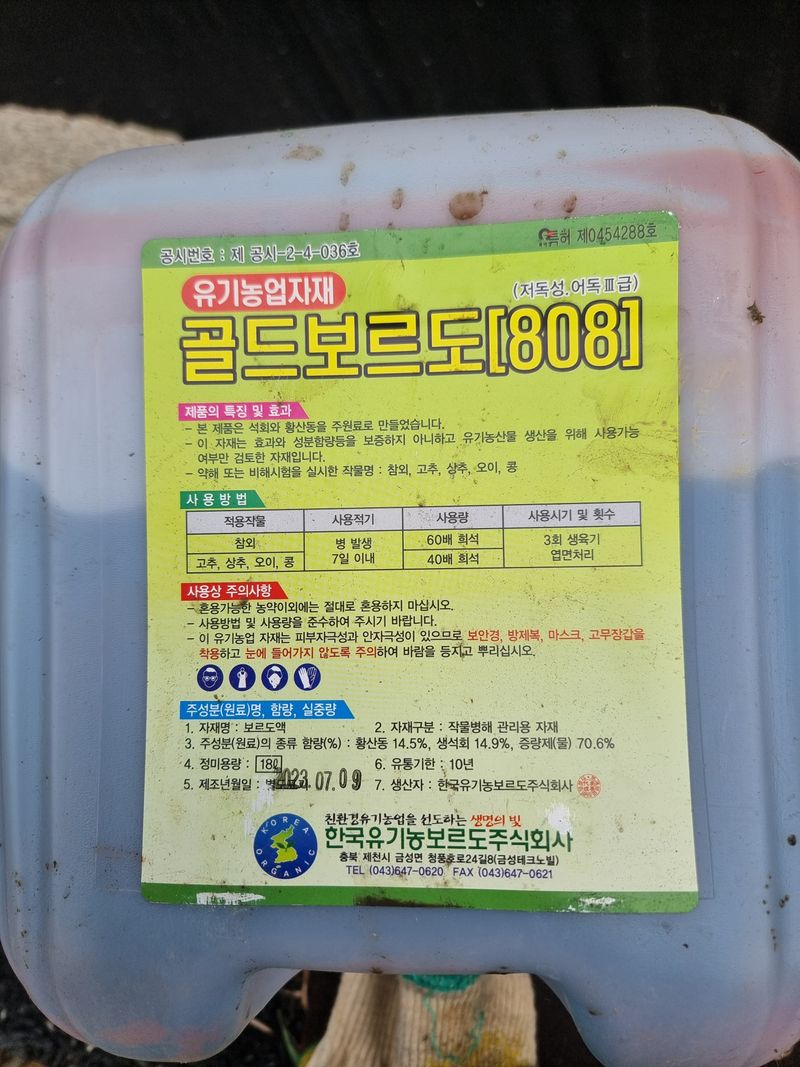 공시번호 : 제 공시-2-4-036호
특허 제0454288호
유기농업자재
(저독성.어독Ⅲ급)
골드보르도[808]
제품의 특징 및 효과
- 본 제품은 석회와 황산동을 주원료로 만들었습니다.
- 이 자재는 효과와 성분함량등을 보증하지 아니하고 유기농산물 생산을 위해 사용가능
여부만 검토한 자재입니다.
- 약해 또는 비해시험을 실시한 작물명 : 참외, 고추, 상추, 오이, 콩
사용방법
적용작물 사용적기 사용량 사용시기 및 횟수
참외 병 발생 7일 이내 60배 희석 3회 생육기 엽면처리
고추, 상추, 오이, 콩 40배 희석
사용상 주의사항
- 혼용가능한 농약이외에는 절대로 혼용하지 마십시오.
- 사용방법 및 사용량을 준수하여 주시기 바랍니다.
- 이 유기농업 자재는 피부자극성과 안자극성이 있으므로 보안경, 방제복, 마스크, 고무장갑을
착용하고 눈에 들어가지 않도록 주의하여 바람을 등지고 뿌리십시오.
주성분(원료)명, 함량, 실중량
1. 자재명 : 보르도액 2. 자재구분 : 작물병해 관리용 자재
3. 주성분(원료)의 종류 함량(%) : 황산동 14.5%, 생석회 14.9%, 증량제(물) 70.6%
4. 정미용량 : 18ℓ 6. 유통기한 : 10년
5. 제조년월일 : 2023.07.09 7. 생산자 : 한국유기농보르도주식회사
KOREA ORGANIC
친환경유기농업을 선도하는 생명의 빛
한국유기농보르도주식회사
충북 제천시 금성면 청풍호로24길8(금성테크노빌)
TEL (043)647-0620 FAX (043)647-0621